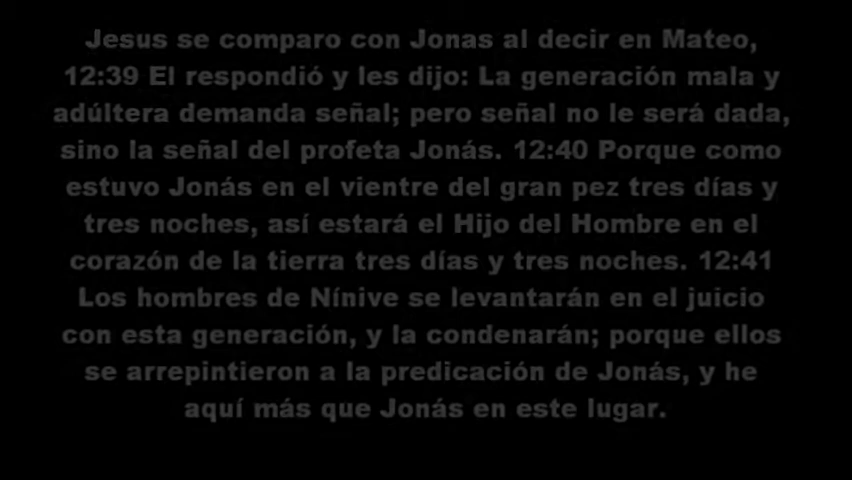 Jesus se comparo con Jonas al decir en Mateo,
12:39 El respondió y les dijo: La generación mala y
adúltera demanda señal; pero señal no le será dada,
sino la señal del profeta Jonás. 12:40 Porque como
estuvo Jonás en el vientre del gran pez tres días y
tres noches, así estará el Hijo del Hombre en el
corazón de la tierra tres días y tres noches. 12:41
Los hombres de Nínive se levantarán en el juicio
con esta generación, y la condenarán; porque ellos
se arrepintieron a la predicación de Jonás, y he
aquí más que Jonás en este lugar.